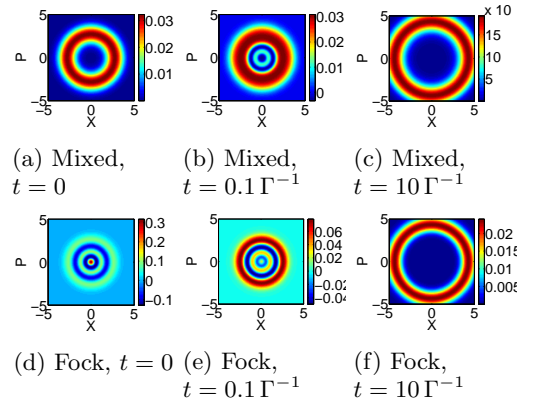 5
0
−5
P
−5 0 5
X
0.03
0.02
0.01
5
0
−5
P
−5 0 5
X
0.03
0.02
0.01
0
5
0
−5
P
−5 0 5
X
x 10
15
10
5
(a) Mixed,
t = 0
(b) Mixed,
t = 0.1 Γ−1
(c) Mixed,
t = 10 Γ−1
5
0
−5
P
−5 0 5
X
0.3
0.2
0.1
0
−0.1
5
0
−5
P
−5 0 5
X
0.06
0.04
0.02
0
−0.02
−0.04
5
0
−5
P
−5 0 5
X
0.02
0.015
0.01
0.005
(d) Fock, t = 0
(e) Fock,
t = 0.1 Γ−1
(f) Fock,
t = 10 Γ−1